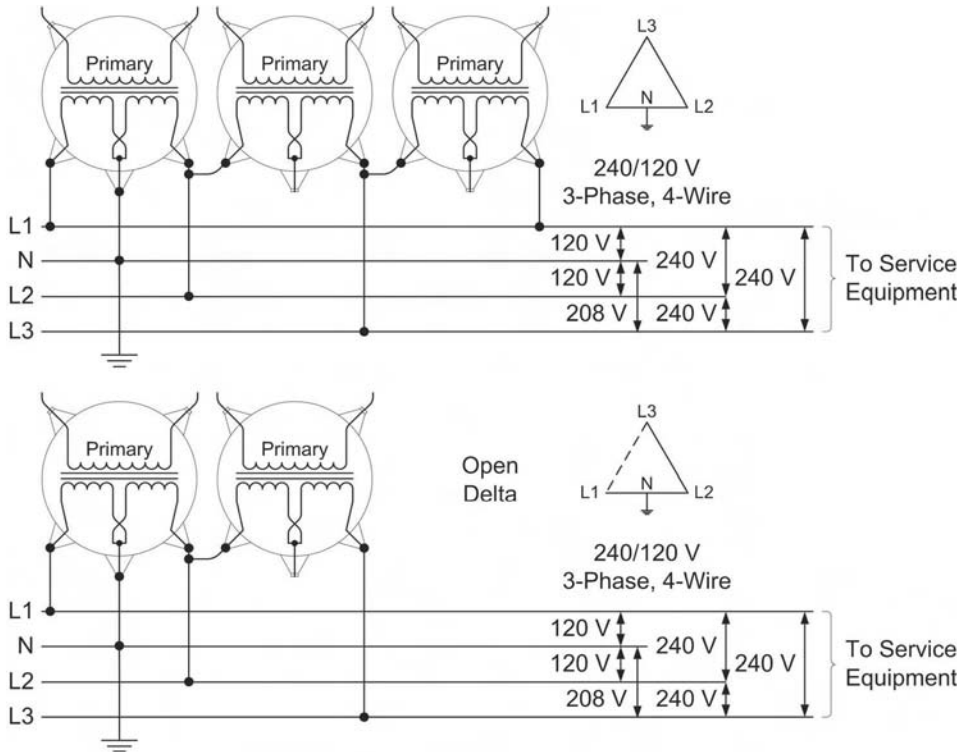 Primary
Primary
Primary
L3
L1
N
L2
240/120 V
3-Phase, 4-Wire
L1
N
L2
L3
120 V
120 V
208 V
240 V
240 V
240 V
To Service
Equipment
Primary
Primary
Open
Delta
L3
L1
N
L2
240/120 V
3-Phase, 4-Wire
L1
N
L2
L3
120 V
120 V
208 V
240 V
240 V
240 V
To Service
Equipment